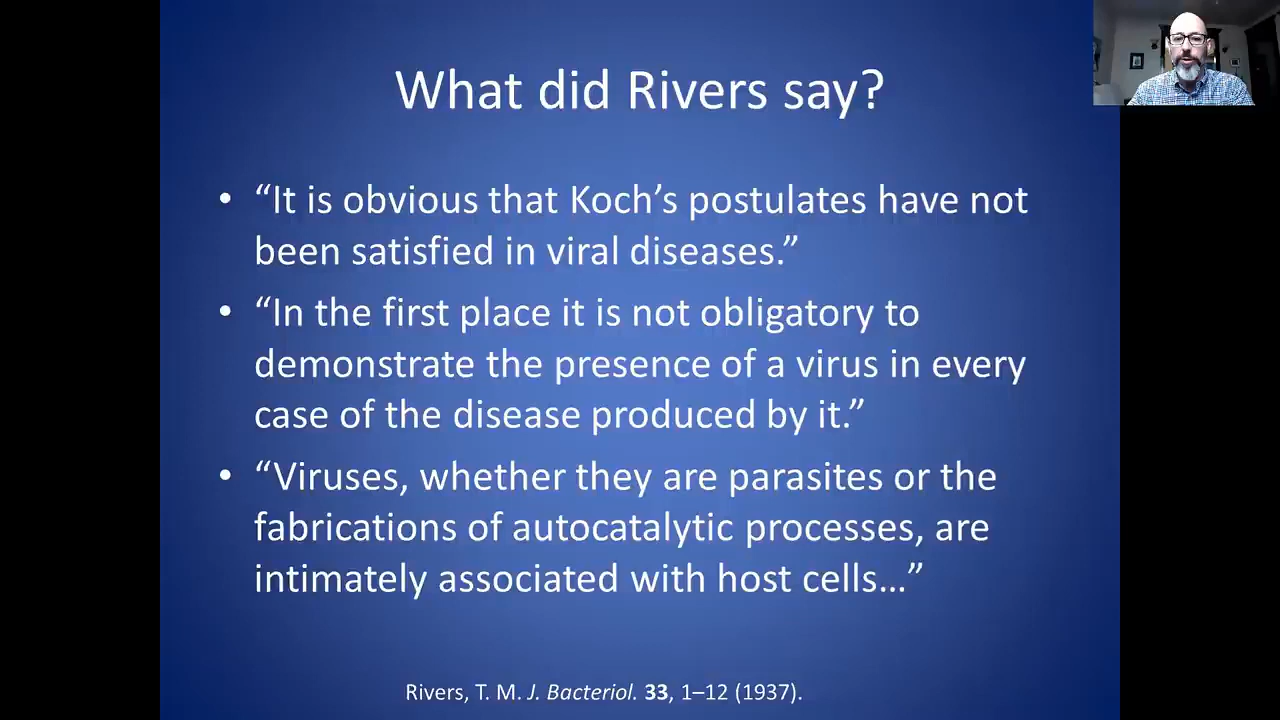 What did Rivers say?
• “It is obvious that Koch’s postulates have not
been satisfied in viral diseases.”
• “In the first place it is not obligatory to
demonstrate the presence of a virus in every
case of the disease produced by it.”
• “Viruses, whether they are parasites or the
fabrications of autocatalytic processes, are
intimately associated with host cells…”
Rivers, T. M. J. Bacteriol. 33, 1–12 (1937).